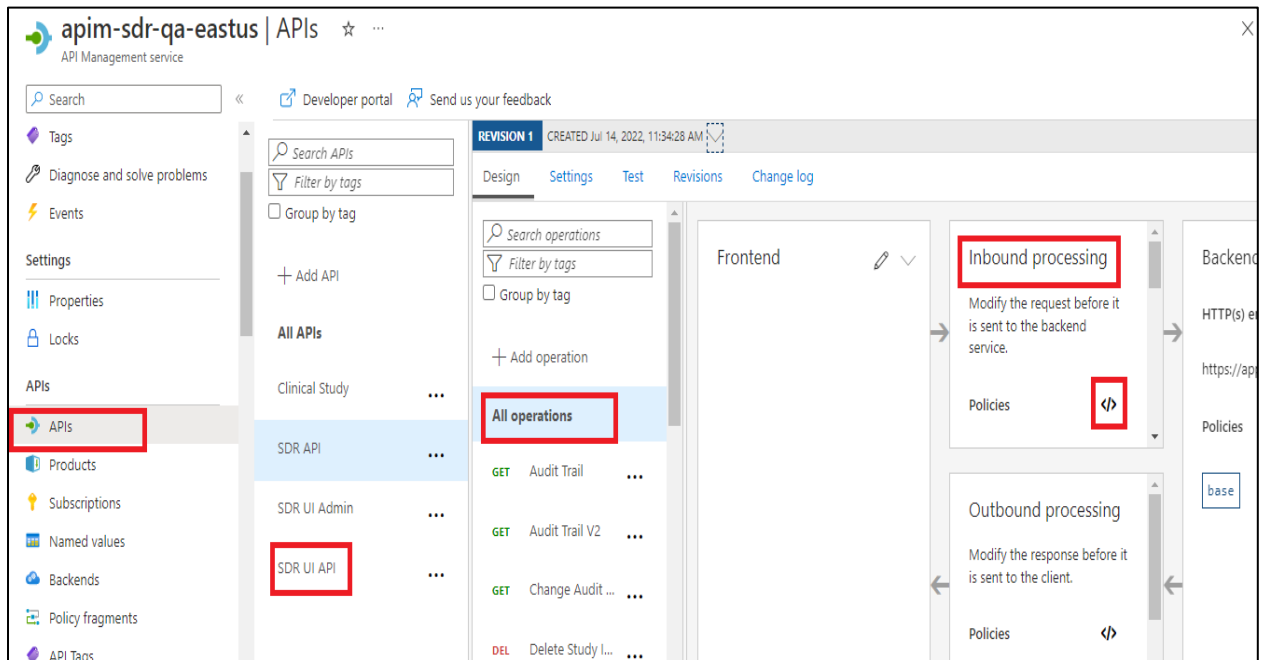 apim-sdr-qa-eastus | APIs
API Management service
Search
Tags
Diagnose and solve problems
Events
Settings
Properties
Locks
APIs
APIs
Products
Subscriptions
Named values
Backends
Policy fragments
API Tags
Developer portal
Send us your feedback
Search APIs
Filter by tags
Group by tag
Add API
All APIs
Clinical Study
SDR API
SDR UI Admin
SDR UI API
REVISION 1 CREATED Jul 14, 2022, 11:34:28 AM
Design Settings Test Revisions Change log
Search operations
Filter by tags
Group by tag
Add operation
All operations
GET Audit Trail
GET Audit Trail V2
GET Change Audit ...
DEL Delete Study I...
Frontend
Inbound processing
Modify the request before it
is sent to the backend
service.
Policies </>
Outbound processing
Modify the response before it
is sent to the client.
Policies </>
Backend
HTTP(s) e
https://ap
Policies
base